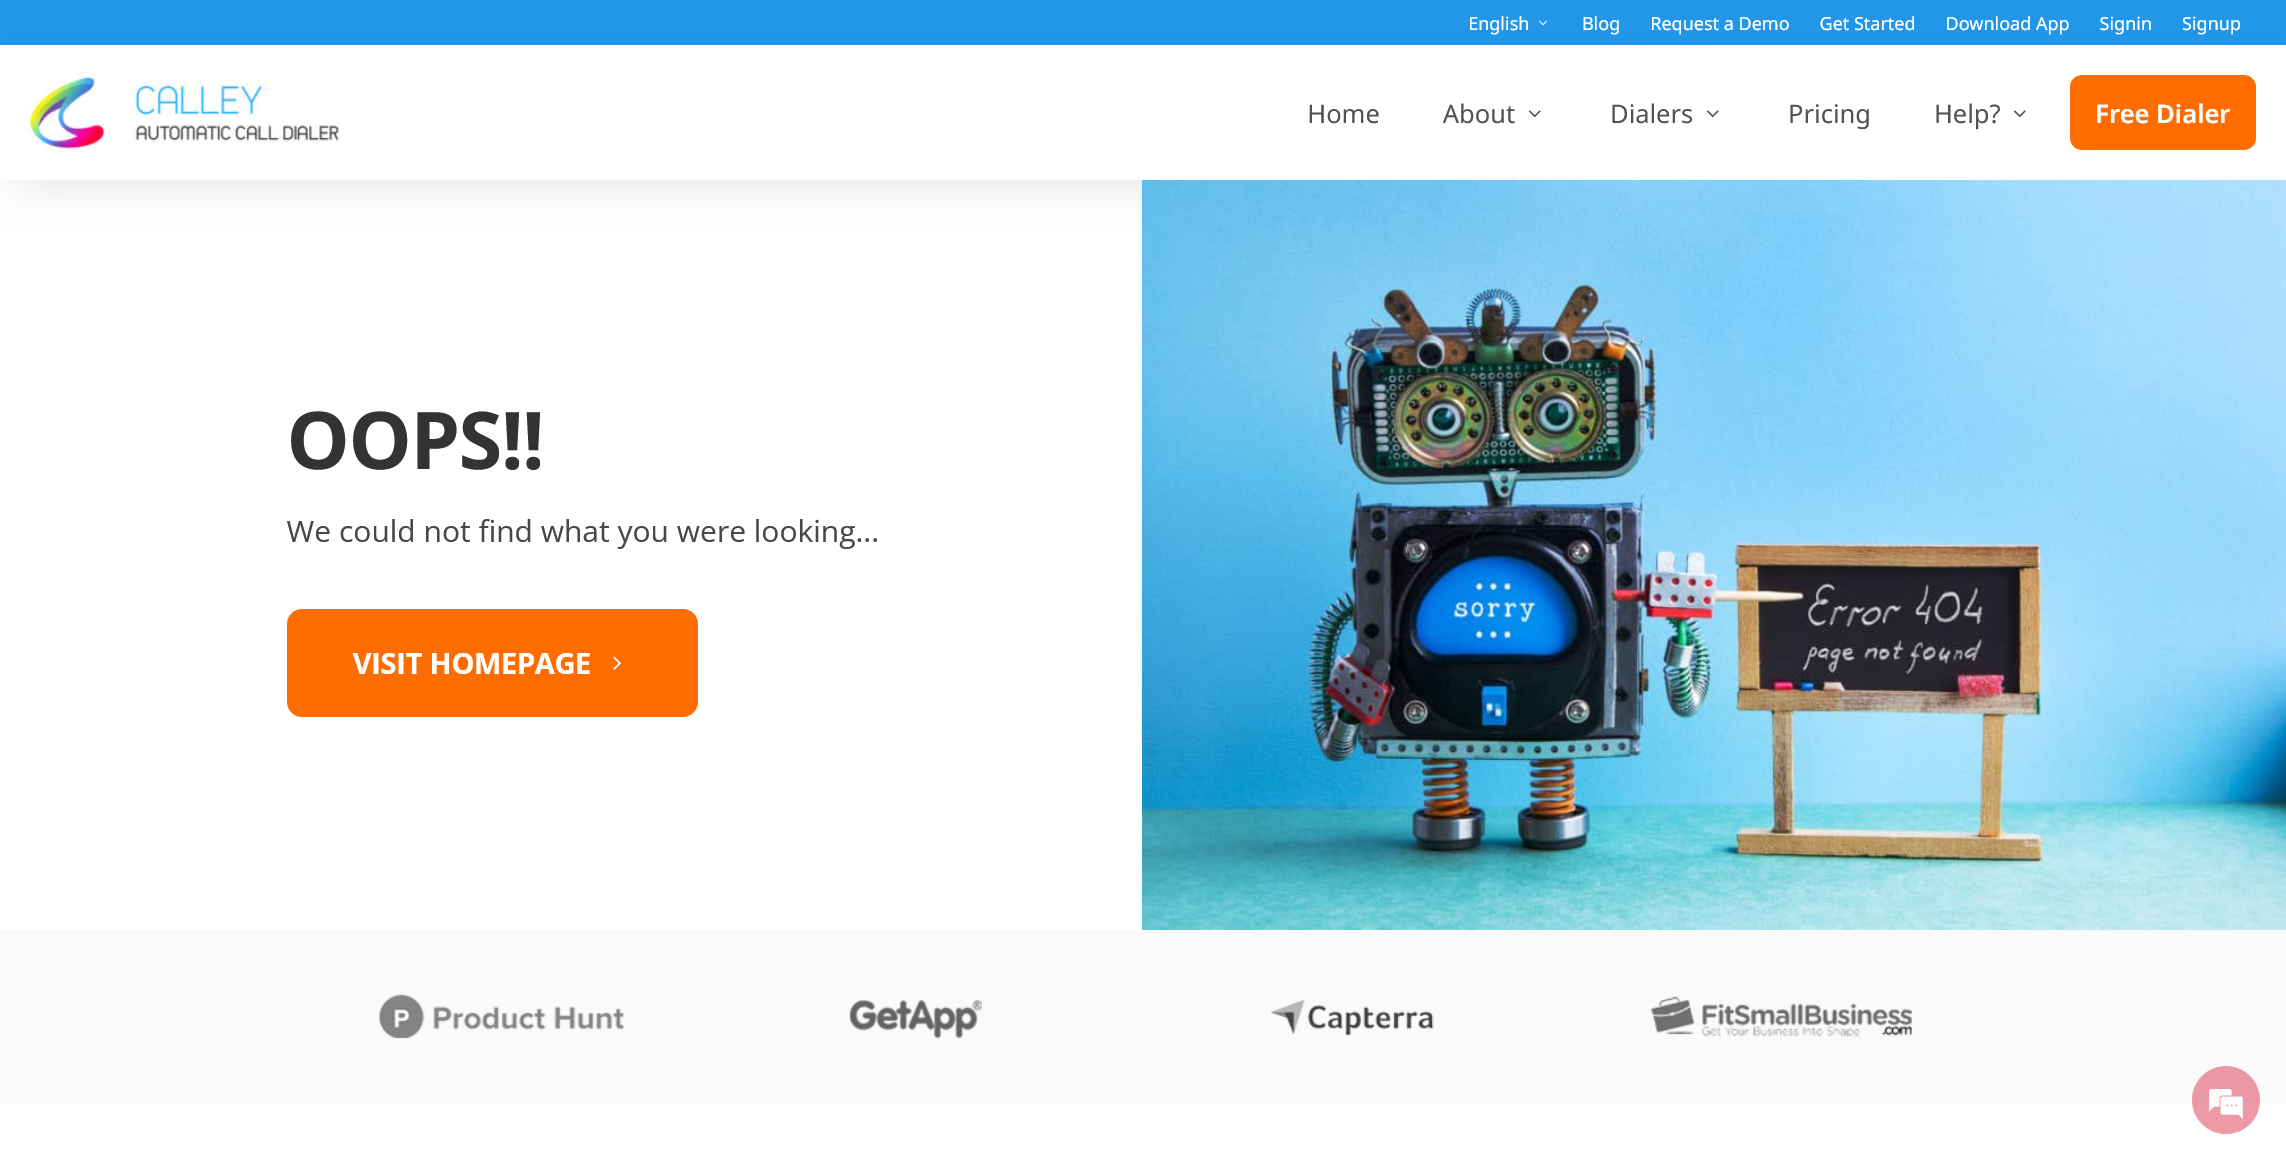 English Blog Request a Demo Get Started Download App Signin Signup
CALLEY
AUTOMATIC CALL DIALER
Home About Dialers Pricing Help? Free Dialer
OOPS!!
We could not find what you were looking...
VISIT HOMEPAGE
sorry
Error 404
page not found
P Product Hunt
GetApp®
Capterra
FitSmallBusiness
Get Your Business Into Shape .com